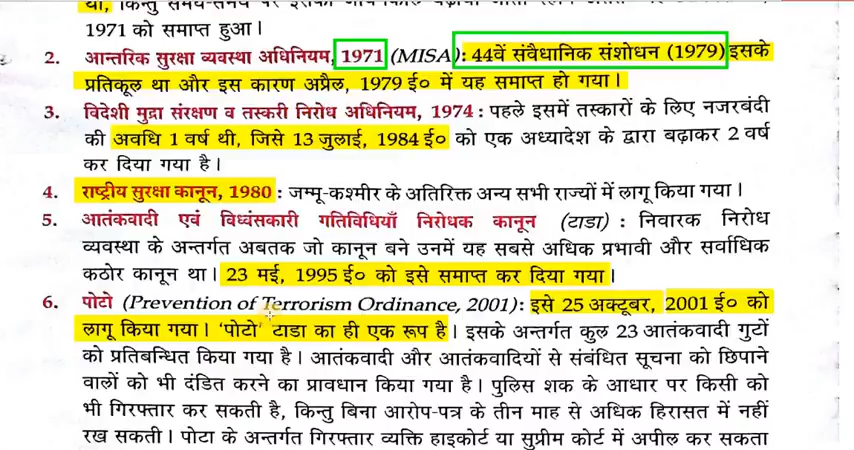 था, किन्तु समय-समय पर इसकी
1971 को समाप्त हुआ।
2. आन्तरिक सुरक्षा व्यवस्था अधिनियम, 1971 (MISA) : 44वें संवैधानिक संशोधन (1979) इसके
प्रतिकूल था और इस कारण अप्रैल, 1979 ई० में यह समाप्त हो गया।
3. विदेशी मुद्रा संरक्षण व तस्करी निरोध अधिनियम, 1974 : पहले इसमें तस्कारों के लिए नजरबंदी
की अवधि 1 वर्ष थी, जिसे 13 जुलाई, 1984 ई० को एक अध्यादेश के द्वारा बढ़ाकर 2 वर्ष
कर दिया गया है।
4. राष्ट्रीय सुरक्षा कानून, 1980 : जम्मू-कश्मीर के अतिरिक्त अन्य सभी राज्यों में लागू किया गया।
5. आतंकवादी एवं विध्वंसकारी गतिविधियाँ निरोधक कानून (टाडा) : निवारक निरोध
व्यवस्था के अन्तर्गत अबतक जो कानून बने उनमें यह सबसे अधिक प्रभावी और सर्वाधिक
कठोर कानून था। 23 मई, 1995 ई० को इसे समाप्त कर दिया गया।
6. पोटो (Prevention of Terrorism Ordinance, 2001) : इसे 25 अक्टूबर, 2001 ई० को
लागू किया गया। 'पोटो' टाडा का ही एक रूप है। इसके अन्तर्गत कुल 23 आतंकवादी गुटों
को प्रतिबन्धित किया गया है। आतंकवादी और आतंकवादियों से संबंधित सूचना को छिपाने
वालों को भी दंडित करने का प्रावधान किया गया है। पुलिस शक के आधार पर किसी को
भी गिरफ्तार कर सकती है, किन्तु बिना आरोप-पत्र के तीन माह से अधिक हिरासत में नहीं
रख सकती। पोटा के अन्तर्गत गिरफ्तार व्यक्ति हाइकोर्ट या सुप्रीम कोर्ट में अपील कर सकता